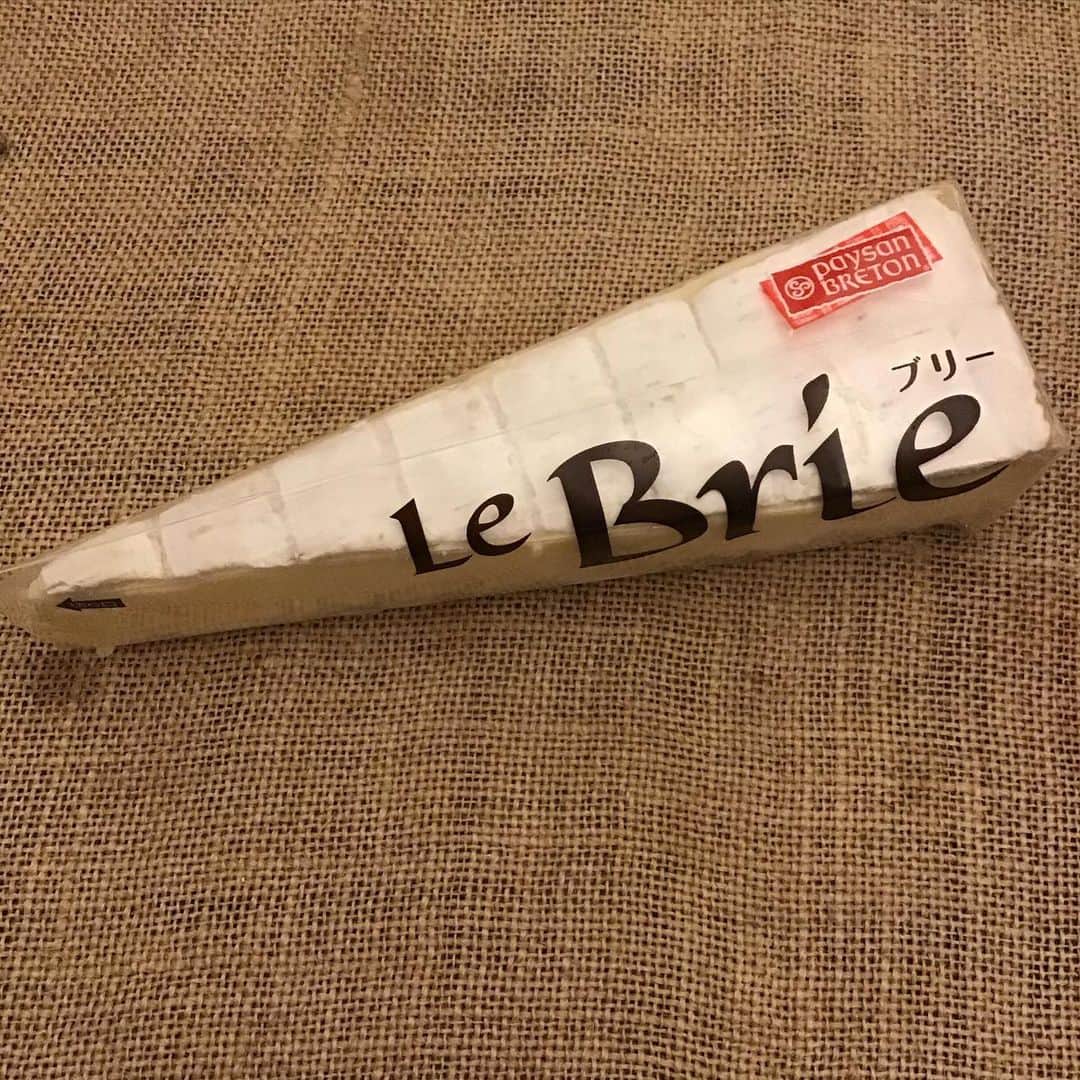 paysan
BRETON
ブリー
Le Brie